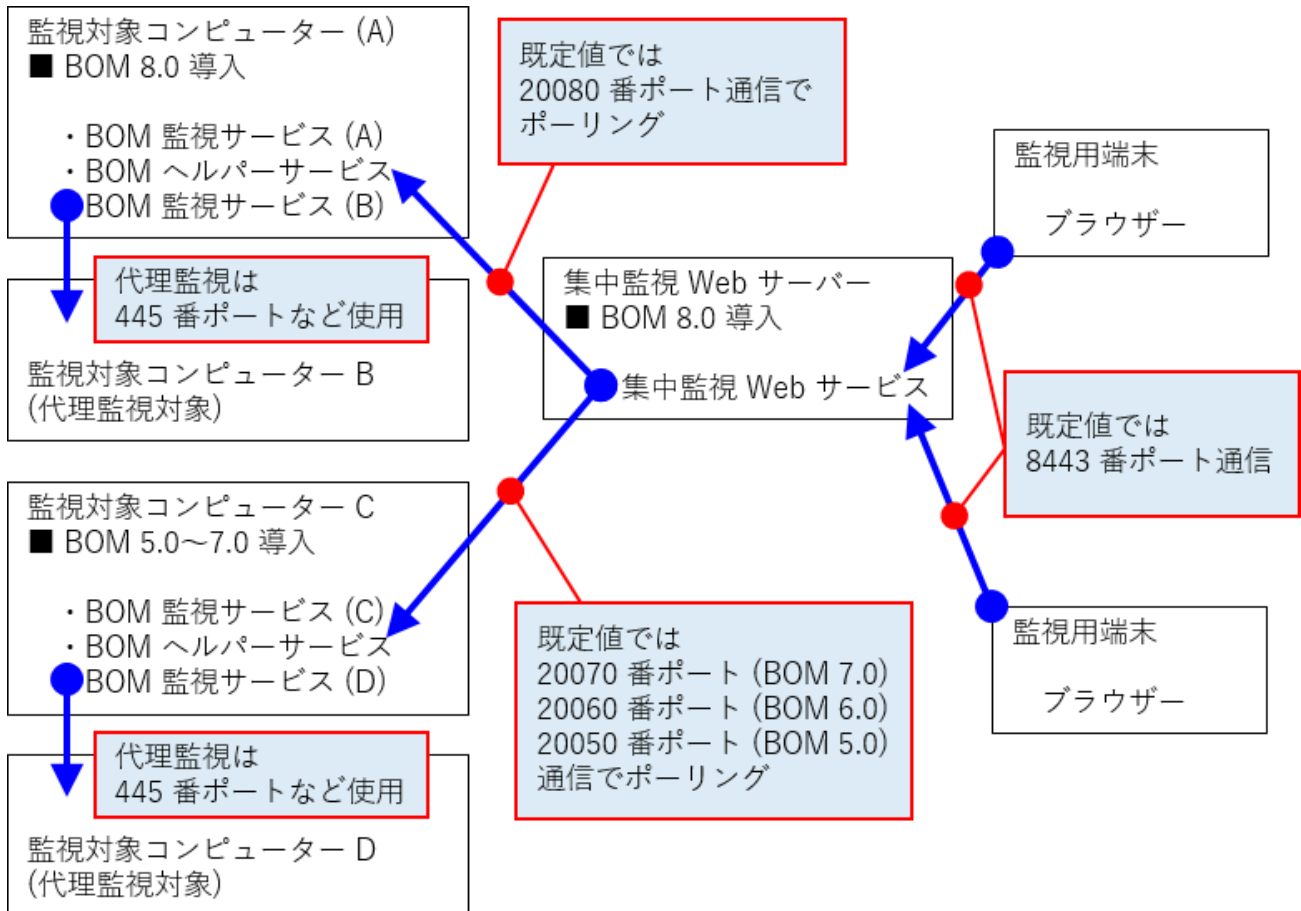 監視対象コンピューター (A)
■ BOM 8.0 導入
・BOM 監視サービス (A)
・BOM ヘルパーサービス
BOM 監視サービス (B)
代理監視は
445 番ポートなど使用
監視対象コンピューター B
(代理監視対象)
監視対象コンピューター C
■ BOM 5.0～7.0 導入
・BOM 監視サービス (C)
・BOM ヘルパーサービス
BOM 監視サービス (D)
代理監視は
445 番ポートなど使用
監視対象コンピューター D
(代理監視対象)
既定値では
20080 番ポート通信で
ポーリング
集中監視 Web サーバー
■ BOM 8.0 導入
集中監視 Web サービス
既定値では
20070 番ポート (BOM 7.0)
20060 番ポート (BOM 6.0)
20050 番ポート (BOM 5.0)
通信でポーリング
監視用端末
ブラウザー
既定値では
8443 番ポート通信
監視用端末
ブラウザー